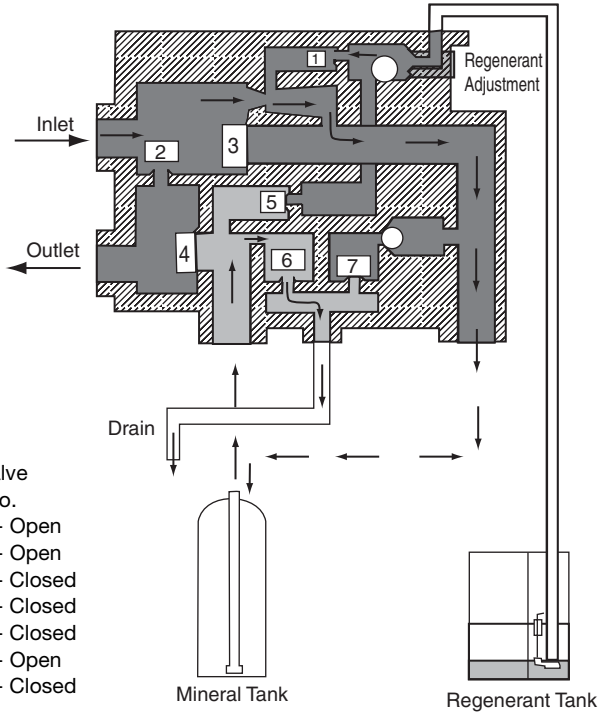 1
Regenerant
Adjustment
Inlet
2
3
5
Outlet
4
6
7
Drain
- Open
- Open
- Closed
- Closed
- Closed
- Open
- Closed
Mineral Tank
Regenerant Tank